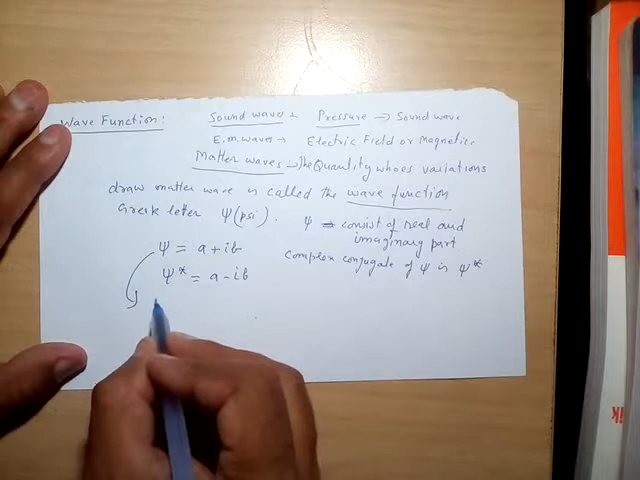 Wave Function: Sound waves: Pressure → Sound wave
E.m. waves → Electric Field or Magnetic
Matter waves → The Quantity whoes variations
draw matter wave is called the wave function
Greek letter ψ (psi). ψ → consist of real and
imaginary part
ψ = a + ib complex conjugate of ψ is ψ*
ψ* = a - ib
ik